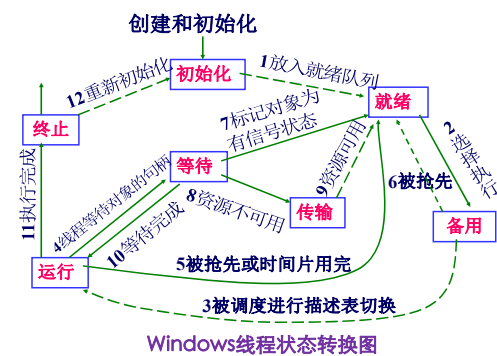 创建和初始化
1放入就绪队列
12重新初始化
初始化
就绪
7标记对象为
有信号状态
终止
2选择执行
9资源可用
等待
11执行完成
4线程等待对象的句柄
6被抢先
8资源不可用
传输
10等待完成
备用
运行
5被抢先或时间片用完
3被调度进行描述表切换
Windows线程状态转换图